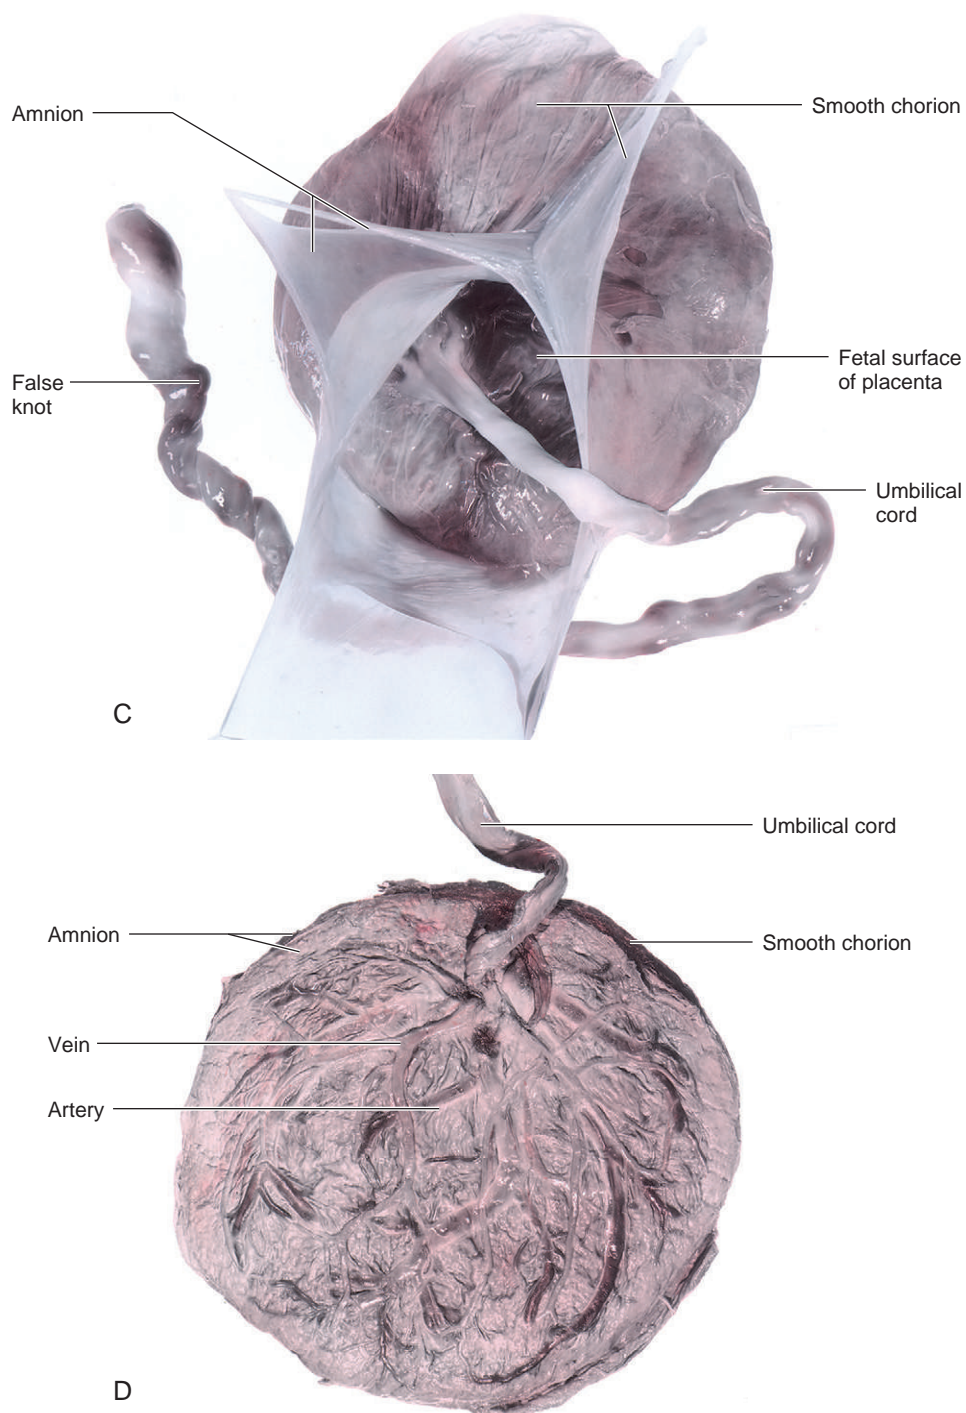 Amnion
Smooth chorion
False
knot
Fetal surface
of placenta
Umbilical
cord
C
Umbilical cord
Amnion
Smooth chorion
Vein
Artery
D